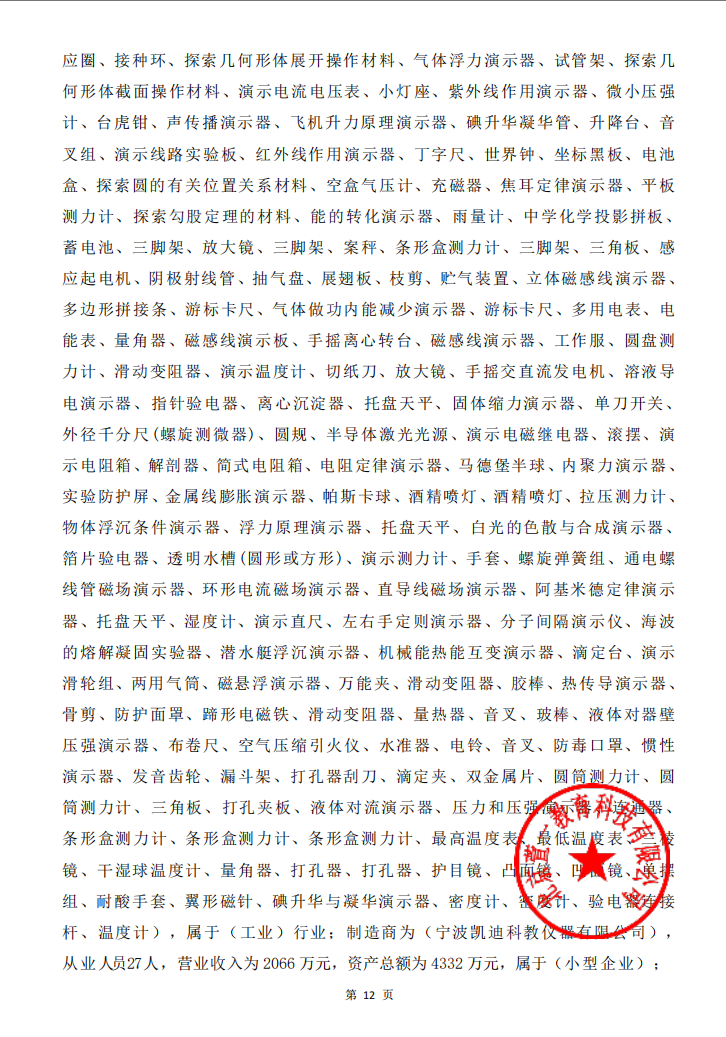 应圈、接种环、探索几何形体展开操作材料、气体浮力演示器、试管架、探索几
何形体截面操作材料、演示电流电压表、小灯座、紫外线作用演示器、微小压强
计、台虎钳、声传播演示器、飞机升力原理演示器、碘升华凝华管、升降台、音
叉组、演示线路实验板、红外线作用演示器、丁字尺、世界钟、坐标黑板、电池
盒、探索圆的有关位置关系材料、空盒气压计、充磁器、焦耳定律演示器、平板
测力计、探索勾股定理的材料、能的转化演示器、雨量计、中学化学投影拼板、
蓄电池、三脚架、放大镜、三脚架、案秤、条形盒测力计、三脚架、三角板、感
应起电机、阴极射线管、抽气盘、展翅板、枝剪、贮气装置、立体磁感线演示器、
多边形拼接条、游标卡尺、气体做功内能减少演示器、游标卡尺、多用电表、电
能表、量角器、磁感线演示板、手摇离心转台、磁感线演示器、工作服、圆盘测
力计、滑动变阻器、演示温度计、切纸刀、放大镜、手摇交直流发电机、溶液导
电演示器、指针验电器、离心沉淀器、托盘天平、固体缩力演示器、单刀开关、
外径千分尺(螺旋测微器)、圆规、半导体激光光源、演示电磁继电器、滚摆、演
示电阻箱、解剖器、简式电阻箱、电阻定律演示器、马德堡半球、内聚力演示器、
实验防护屏、金属线膨胀演示器、帕斯卡球、酒精喷灯、酒精喷灯、拉压测力计、
物体浮沉条件演示器、浮力原理演示器、托盘天平、白光的色散与合成演示器、
箔片验电器、透明水槽(圆形或方形)、演示测力计、手套、螺旋弹簧组、通电螺
线管磁场演示器、环形电流磁场演示器、直导线磁场演示器、阿基米德定律演示
器、托盘天平、湿度计、演示直尺、左右手定则演示器、分子间隔演示仪、海波
的熔解凝固实验器、潜水艇浮沉演示器、机械能热能互变演示器、滴定台、演示
滑轮组、两用气筒、磁悬浮演示器、万能夹、滑动变阻器、胶棒、热传导演示器、
骨剪、防护面罩、蹄形电磁铁、滑动变阻器、量热器、音叉、玻棒、液体对器壁
压强演示器、布卷尺、空气压缩引火仪、水准器、电铃、音叉、防毒口罩、惯性
演示器、发音齿轮、漏斗架、打孔器刮刀、滴定夹、双金属片、圆筒测力计、圆
筒测力计、三角板、打孔夹板、液体对流演示器、压力和压强演示器、连通器、
条形盒测力计、条形盒测力计、条形盒测力计、最高温度表、最低温度表、三棱
镜、干湿球温度计、量角器、打孔器、打孔器、护目镜、凸面镜、凹面镜、单摆
组、耐酸手套、翼形磁针、碘升华与凝华演示器、密度计、密度计、验电器连接
杆、温度计），属于（工业）行业；制造商为（宁波凯迪科教仪器有限公司），
从业人员27人，营业收入为2066万元，资产总额为4332万元，属于（小型企业）；
第 12 页